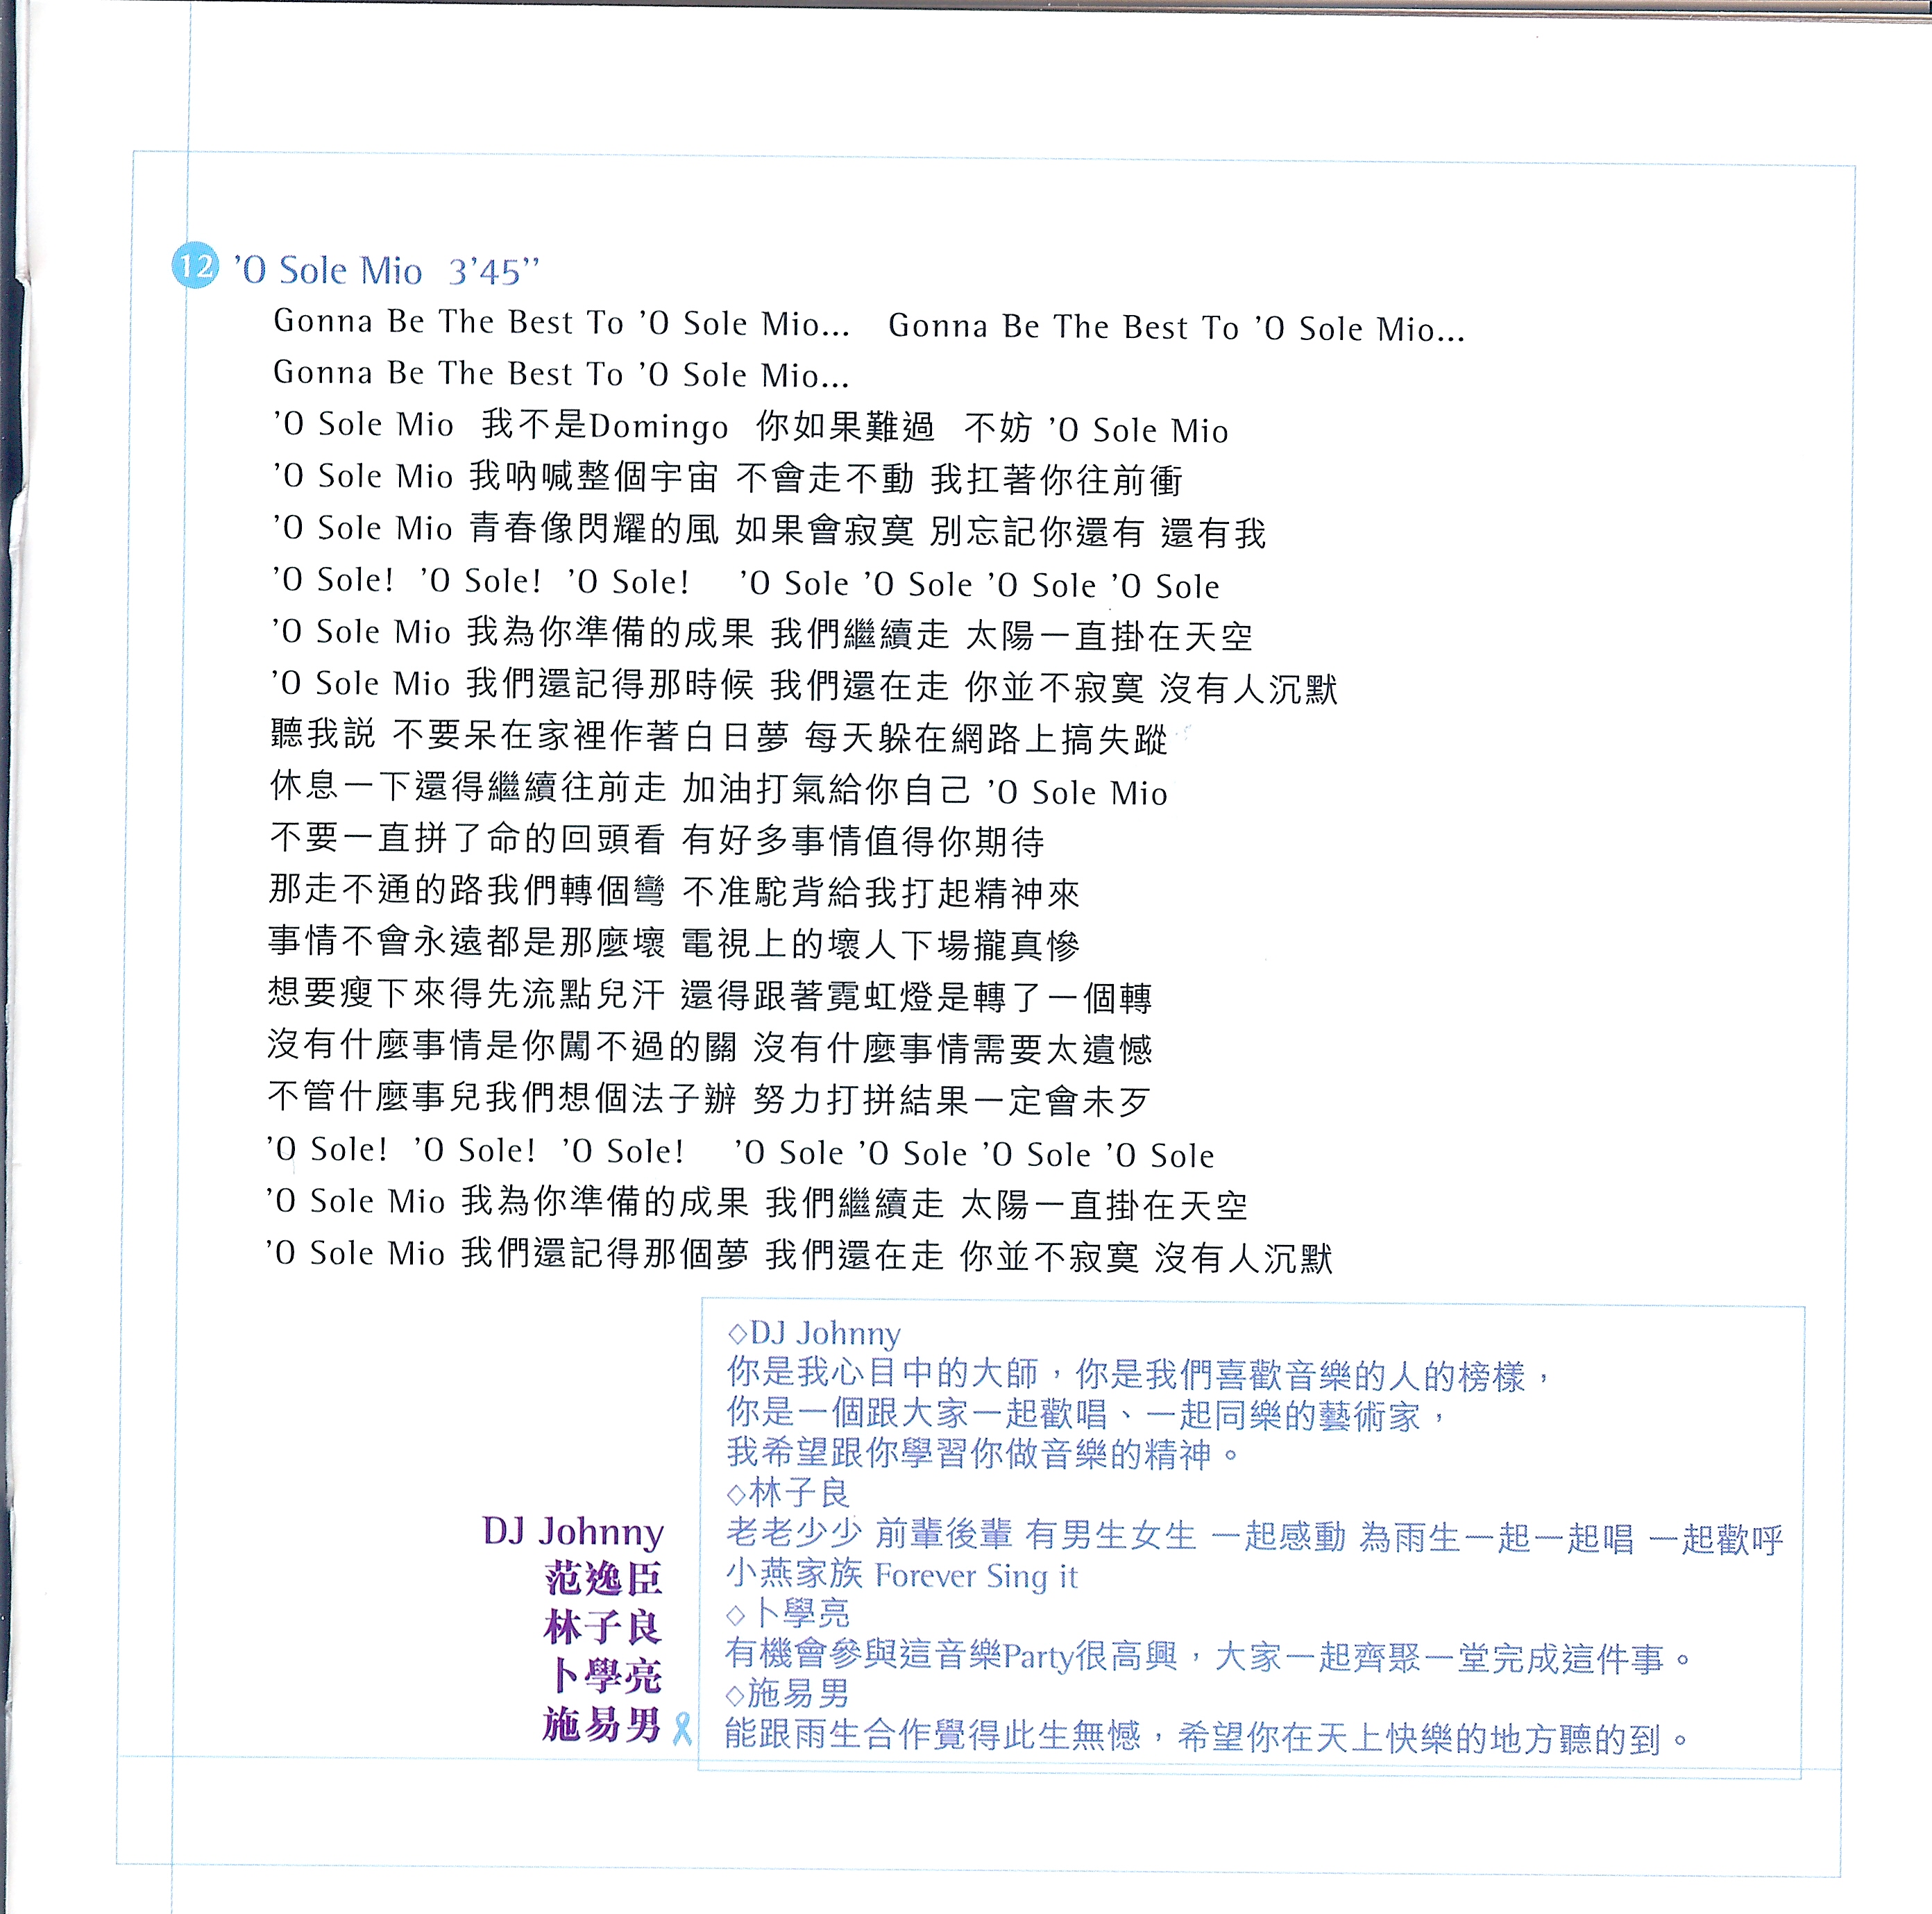 12 ’O Sole Mio 3’45’’
Gonna Be The Best To ’O Sole Mio... Gonna Be The Best To ’O Sole Mio...
Gonna Be The Best To ’O Sole Mio...
’O Sole Mio 我不是Domingo 你如果難過 不妨 ’O Sole Mio
’O Sole Mio 我吶喊整個宇宙 不會走不動 我扛著你往前衝
’O Sole Mio 青春像閃耀的風 如果會寂寞 別忘記你還有 還有我
’O Sole! ’O Sole! ’O Sole! ’O Sole ’O Sole ’O Sole ’O Sole
’O Sole Mio 我為你準備的成果 我們繼續走 太陽一直掛在天空
’O Sole Mio 我們還記得那時候 我們還在走 你並不寂寞 沒有人沉默
聽我説 不要呆在家裡作著白日夢 每天躲在網路上搞失蹤
休息一下還得繼續往前走 加油打氣給你自己 ’O Sole Mio
不要一直拼了命的回頭看 有好多事情值得你期待
那走不通的路我們轉個彎 不准駝背給我打起精神來
事情不會永遠都是那麼壞 電視上的壞人下場攏真慘
想要瘦下來得先流點兒汗 還得跟著霓虹燈是轉了一個轉
沒有什麼事情是你闖不過的關 沒有什麼事情需要太遺憾
不管什麼事兒我們想個法子辦 努力打拼結果一定會未歹
’O Sole! ’O Sole! ’O Sole! ’O Sole ’O Sole ’O Sole ’O Sole
’O Sole Mio 我為你準備的成果 我們繼續走 太陽一直掛在天空
’O Sole Mio 我們還記得那個夢 我們還在走 你並不寂寞 沒有人沉默
DJ Johnny
范逸臣
林子良
卜學亮
施易男
◇DJ Johnny
你是我心目中的大師，你是我們喜歡音樂的人的榜樣，
你是一個跟大家一起歡唱、一起同樂的藝術家，
我希望跟你學習你做音樂的精神。
◇林子良
老老少少 前輩後輩 有男生女生 一起感動 為雨生一起一起唱 一起歡呼
小燕家族 Forever Sing it
◇卜學亮
有機會參與這音樂Party很高興，大家一起齊聚一堂完成這件事。
◇施易男
能跟雨生合作覺得此生無憾，希望你在天上快樂的地方聽的到。